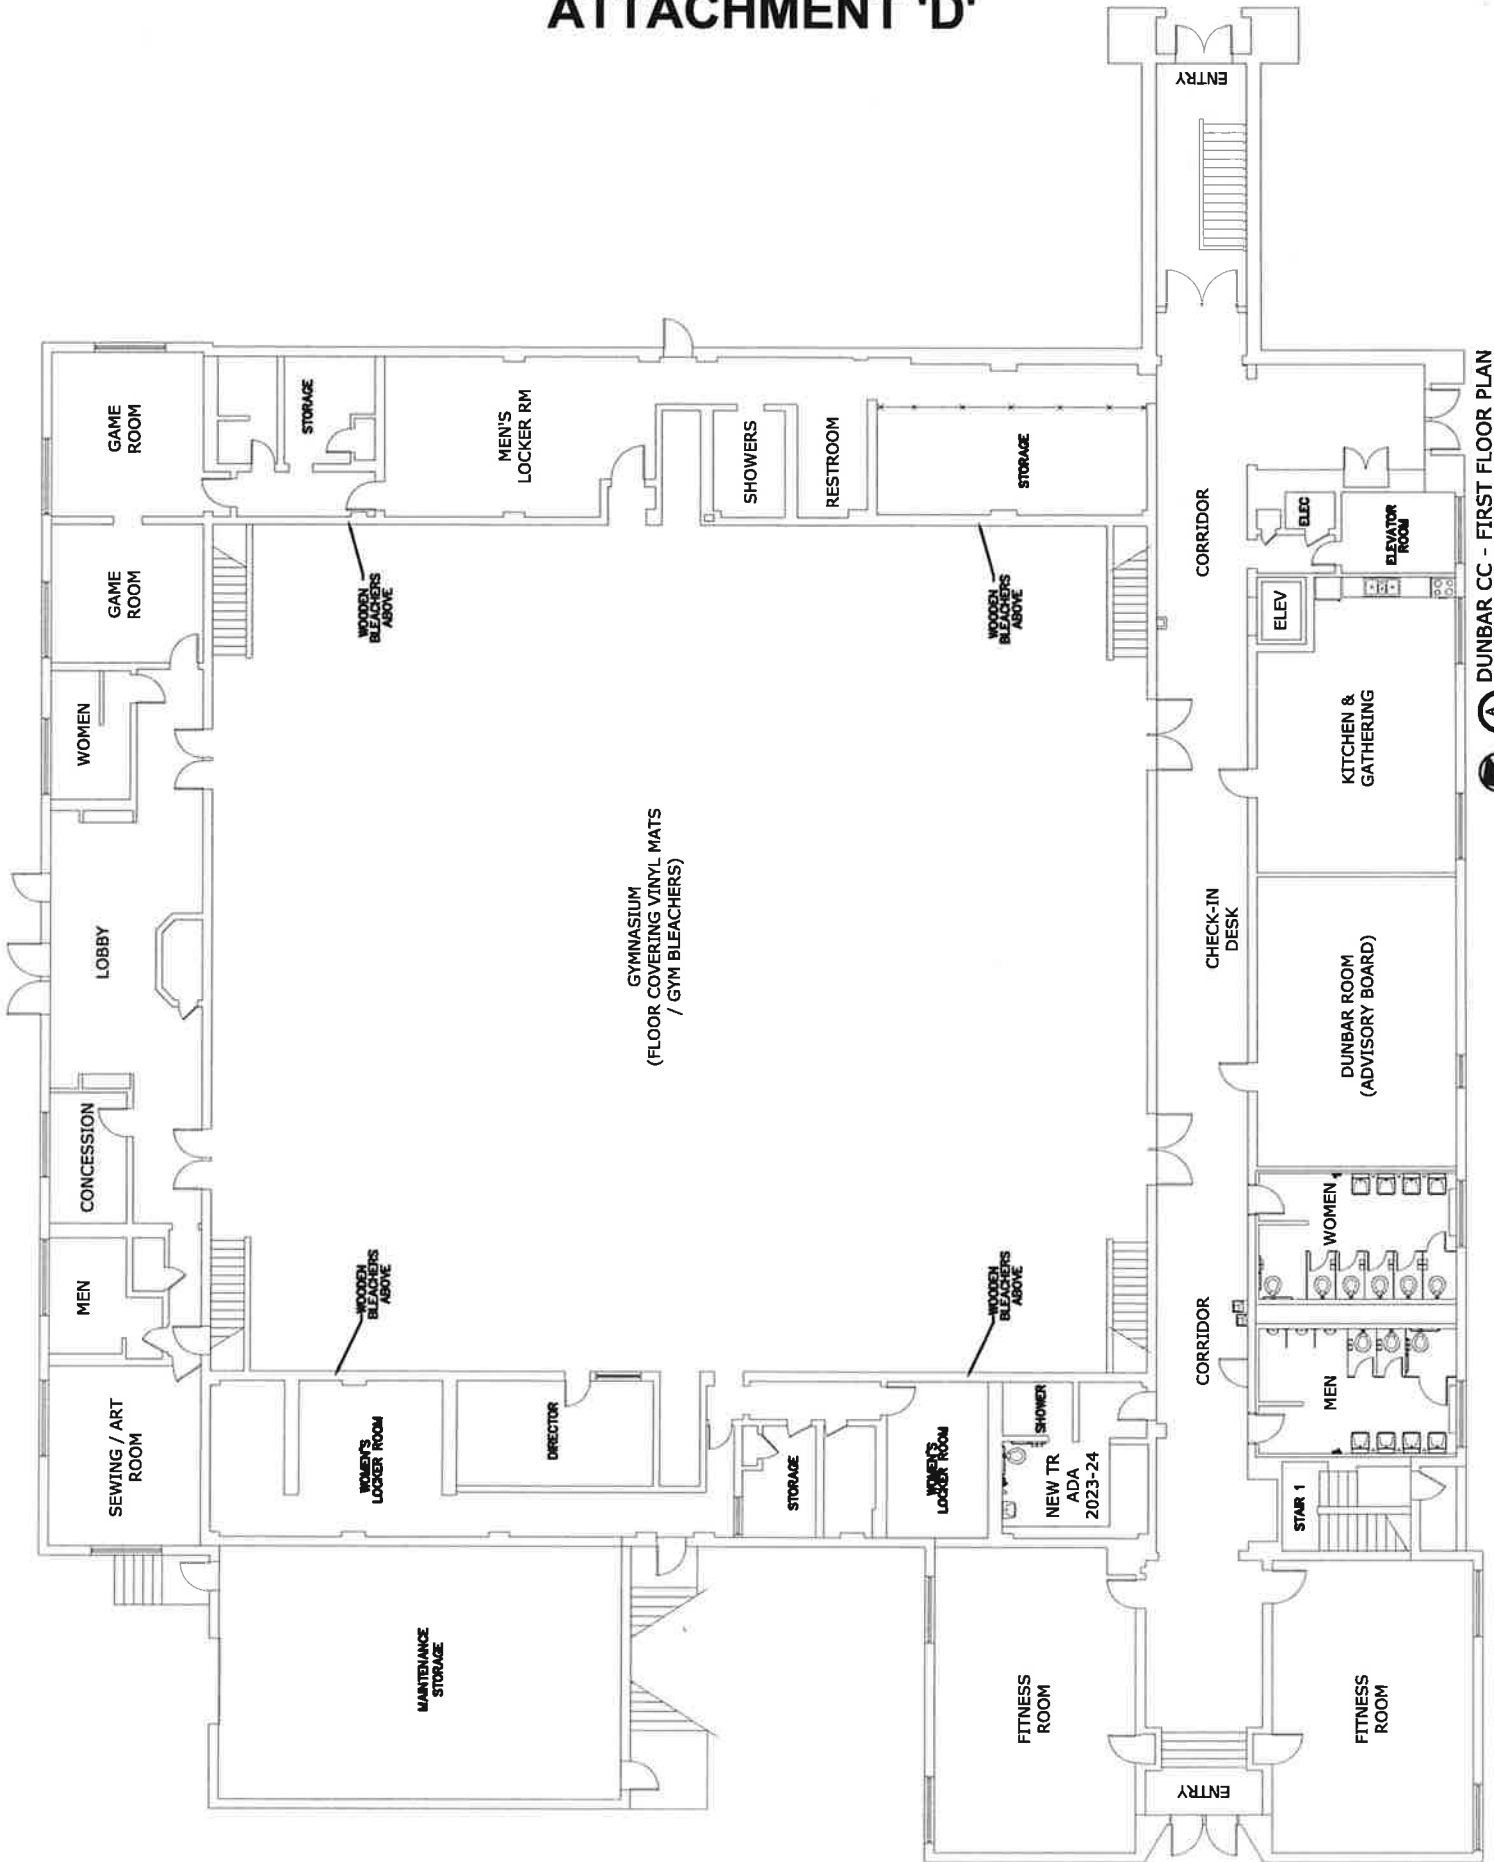 ATTACHMENT 'D'
ENTRY
GAME
ROOM
STORAGE
MEN'S
LOCKER RM
SHOWERS
RESTROOM
STORAGE
CORRIDOR
ELEC
ELEVATOR
ROOM
ELEV
GAME
ROOM
WOODEN
BLEACHERS
ABOVE
WOODEN
BLEACHERS
ABOVE
WOMEN
KITCHEN &
GATHERING
LOBBY
GYMNASIUM
(FLOOR COVERING VINYL MATS
/ GYM BLEACHERS)
CHECK-IN
DESK
DUNBAR ROOM
(ADVISORY BOARD)
CONCESSION
WOMEN
MEN
WOODEN
BLEACHERS
ABOVE
WOODEN
BLEACHERS
ABOVE
CORRIDOR
MEN
SEWING / ART
ROOM
WOMEN'S
LOCKER ROOM
DIRECTOR
STORAGE
WOMEN'S
LOCKER ROOM
SHOWER
NEW TR
ADA
2023-24
STAIR 1
MAINTENANCE
STORAGE
FITNESS
ROOM
FITNESS
ROOM
ENTRY
A
DUNBAR CC - FIRST FLOOR PLAN